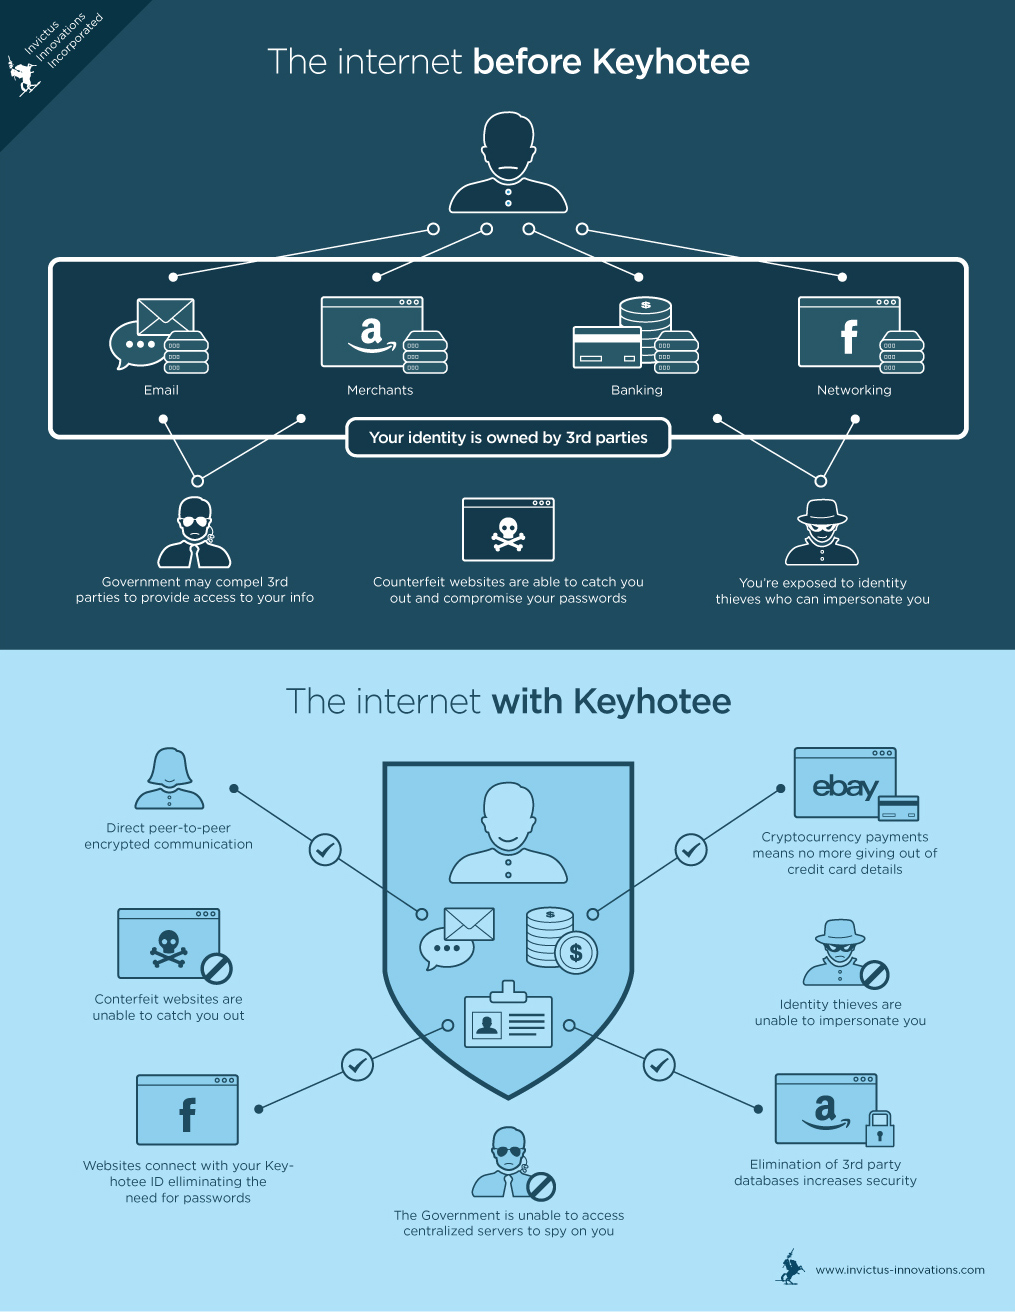 Invictus
Innovations
Incorporated
The internet before Keyhotee
a
f
$
Email
Merchants
Banking
Networking
Your identity is owned by 3rd parties
Government may compel 3rd
parties to provide access to your info
Counterfeit websites are able to catch you
out and compromise your passwords
You're exposed to identity
thieves who can impersonate you
The internet with Keyhotee
Direct peer-to-peer
encrypted communication
ebay
Cryptocurrency payments
means no more giving out of
credit card details
$
$
Conterfeit websites are
unable to catch you out
Identity thieves are
unable to impersonate you
f
Websites connect with your Key-
hotee ID elliminating the
need for passwords
a
Elimination of 3rd party
databases increases security
The Government is unable to access
centralized servers to spy on you
www.invictus-innovations.com